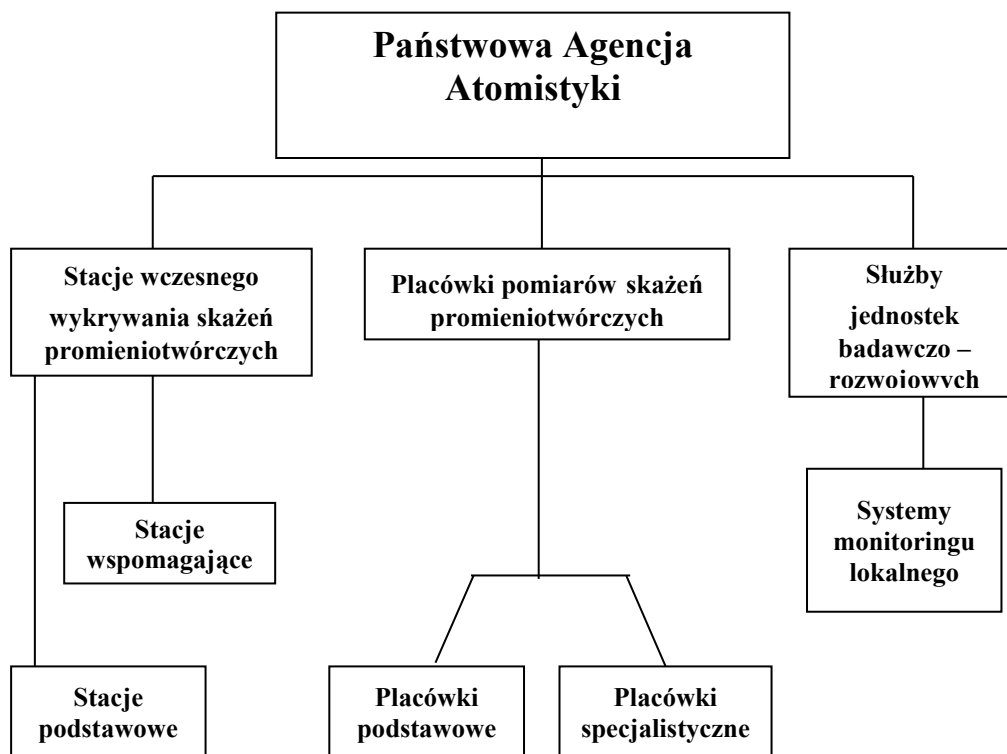 Państwowa Agencja
Atomistyki
Stacje wczesnego
wykrywania skażeń
promieniotwórczych
Placówki pomiarów skażeń
promieniotwórczych
Służby
jednostek
badawczo –
rozwojowych
Stacje
wspomagające
Systemy
monitoringu
lokalnego
Stacje
podstawowe
Placówki
podstawowe
Placówki
specjalistyczne